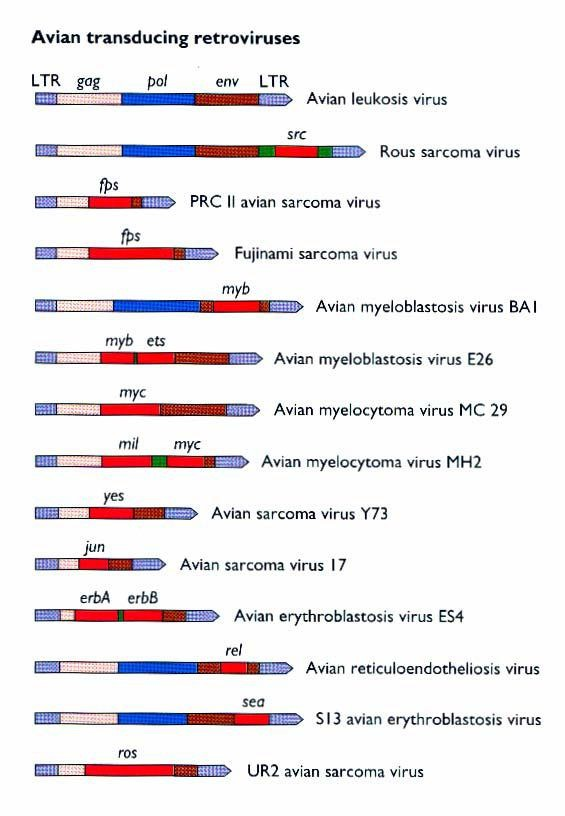 Avian transducing retroviruses
LTR gag pol env LTR
Avian leukosis virus
src
Rous sarcoma virus
fps
PRC II avian sarcoma virus
fps
Fujinami sarcoma virus
myb
Avian myeloblastosis virus BA1
myb ets
Avian myeloblastosis virus E26
myc
Avian myelocytoma virus MC 29
mil myc
Avian myelocytoma virus MH2
yes
Avian sarcoma virus Y73
jun
Avian sarcoma virus 17
erbA erbB
Avian erythroblastosis virus ES4
rel
Avian reticuloendotheliosis virus
sea
S13 avian erythroblastosis virus
ros
UR2 avian sarcoma virus